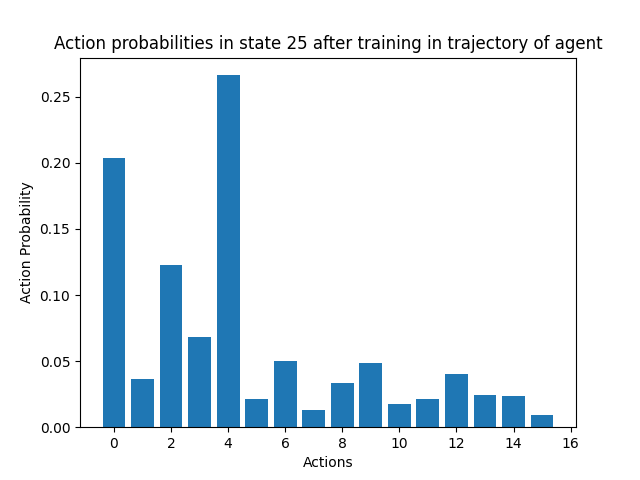 Action probabilities in state 25 after training in trajectory of agent
Action Probability
0.25
0.20
0.15
0.10
0.05
0.00
0 2 4 6 8 10 12 14 16
Actions